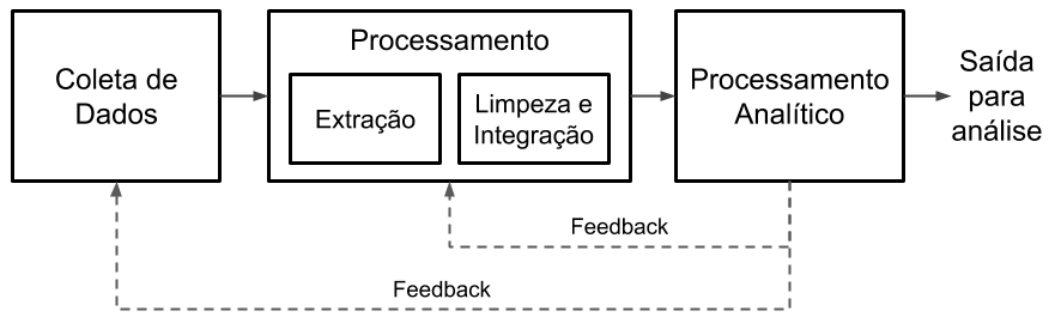 Coleta de
Dados
Processamento
Extração
Limpeza e
Integração
Processamento
Analítico
Saída
para
análise
Feedback
Feedback